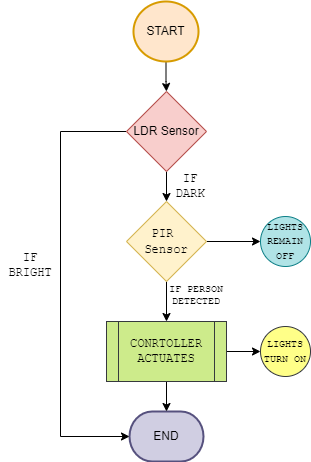 START
LDR Sensor
IF
DARK
PIR
Sensor
LIGHTS
REMAIN
OFF
IF
BRIGHT
IF PERSON
DETECTED
CONRTOLLER
ACTUATES
LIGHTS
TURN ON
END